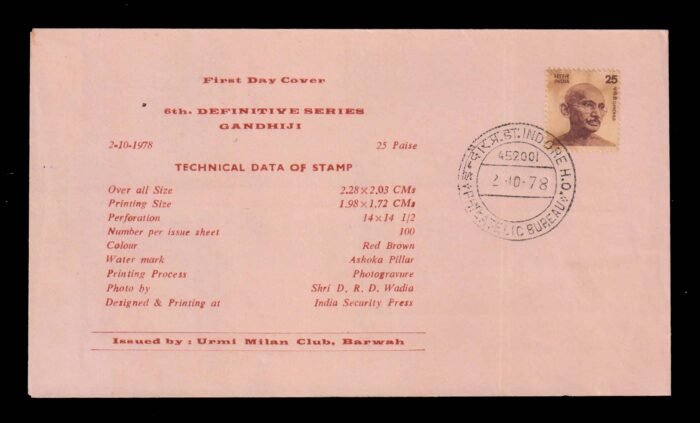 First Day Cover
6th. DEFINITIVE SERIES
GANDHIJI
2-10-1978 25 Paise
TECHNICAL DATA OF STAMP
Over all Size 2.28×2.03 CMs
Printing Size 1.98×1.72 CMs
Perforation 14×14 1/2
Number per issue sheet 100
Colour Red Brown
Water mark Ashoka Pillar
Printing Process Photogravure
Photo by Shri D. R. D. Wadia
Designed & Printing at India Security Press
Issued by : Urmi Milan Club, Barwah
भारत 25
INDIA
INDORE H.O.
452001
2-10-78
PHILATELIC BUREAU